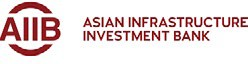 AIIB
ASIAN INFRASTRUCTURE
INVESTMENT BANK